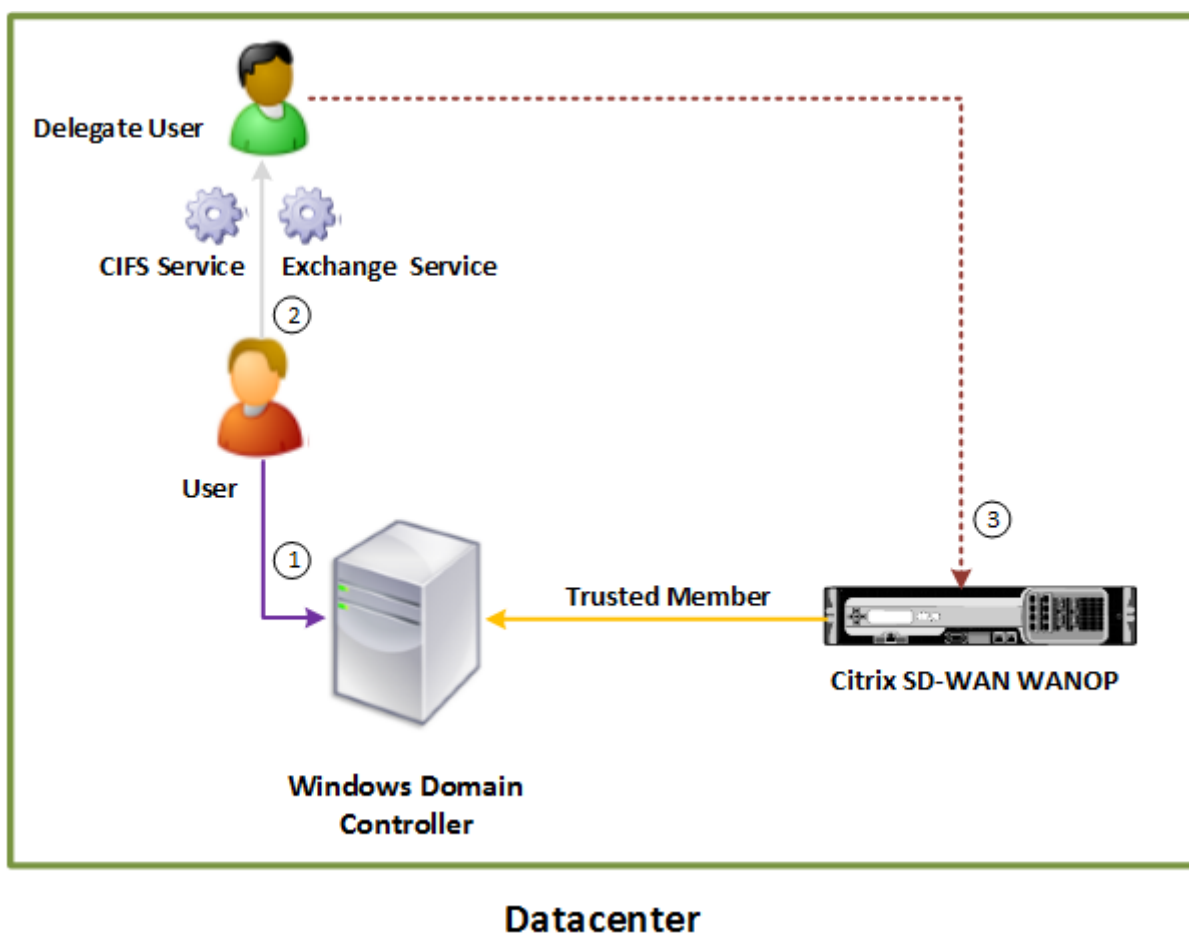 Delegate User
CIFS Service
Exchange Service
2
User
1
3
Trusted Member
Citrix SD-WAN WANOP
Windows Domain
Controller
Datacenter